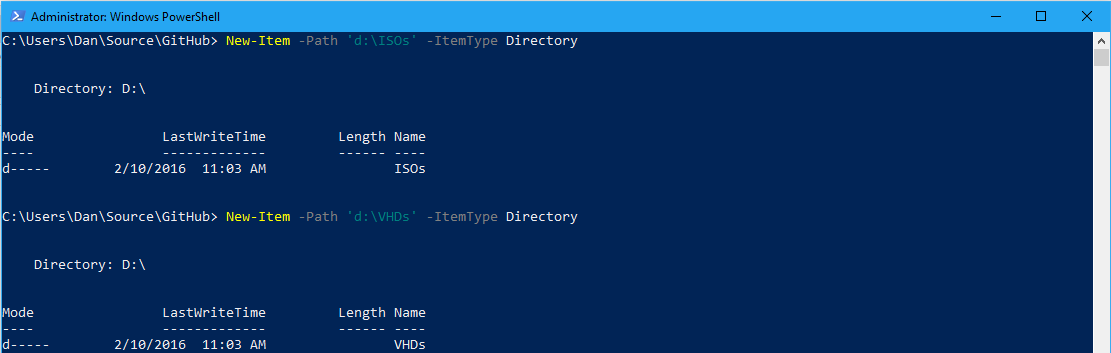 Administrator: Windows PowerShell
C:\Users\Dan\Source\GitHub> New-Item -Path 'd:\ISOs' -ItemType Directory
    Directory: D:\
Mode                LastWriteTime         Length Name
----                -------------         ------ ----
d-----        2/10/2016  11:03 AM                ISOs
C:\Users\Dan\Source\GitHub> New-Item -Path 'd:\VHDs' -ItemType Directory
    Directory: D:\
Mode                LastWriteTime         Length Name
----                -------------         ------ ----
d-----        2/10/2016  11:03 AM                VHDs